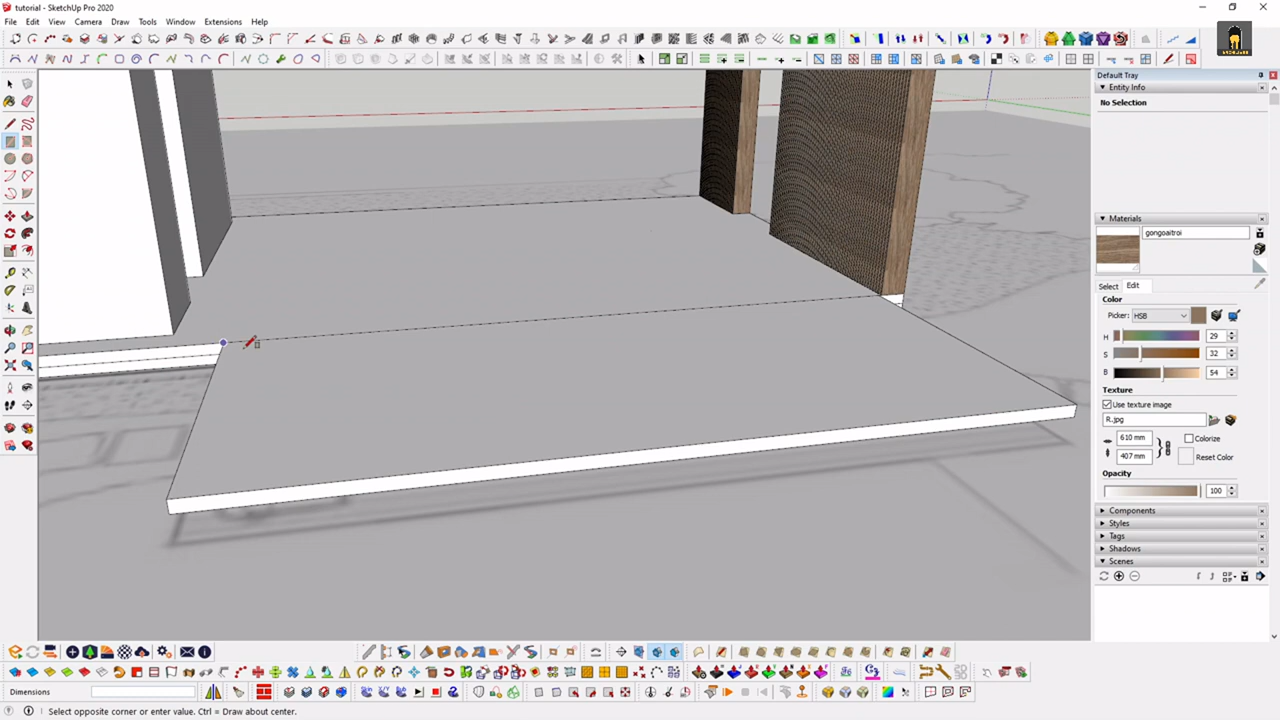 tutorial - SketchUp Pro 2020
File Edit View Camera Draw Tools Window Extensions Help
Default Tray
Entity Info
No Selection
Materials
gongoaitroi
Select Edit
Color
Picker: HSB
H 29
S 32
B 54
Texture
Use texture image
R.jpg
610 mm
Colorize
407 mm
Reset Color
Opacity
100
Components
Styles
Tags
Shadows
Scenes
Dimensions
Select opposite corner or enter value. Ctrl = Draw about center.